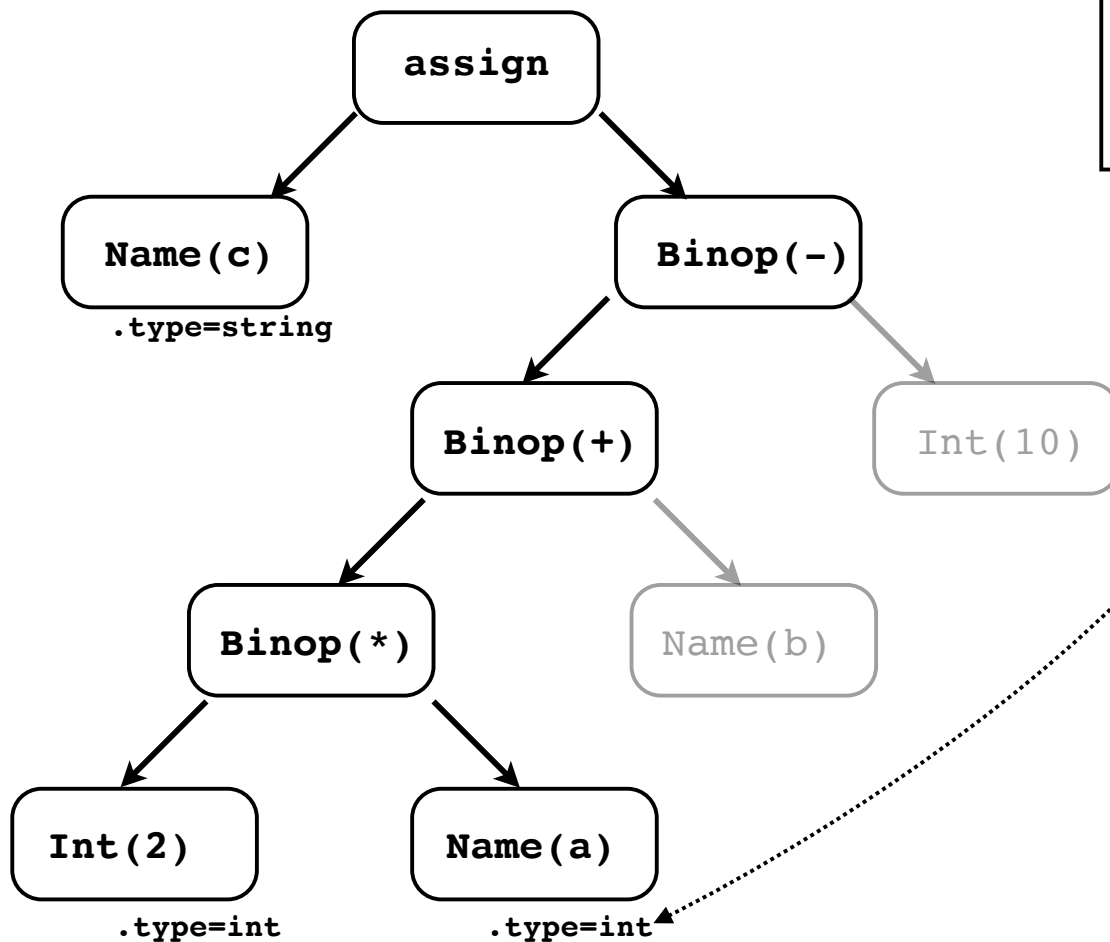 assign
Name(c)
Binop(-)
.type=string
Binop(+)
Int(10)
Binop(*)
Name(b)
Int(2)
Name(a)
.type=int
.type=int